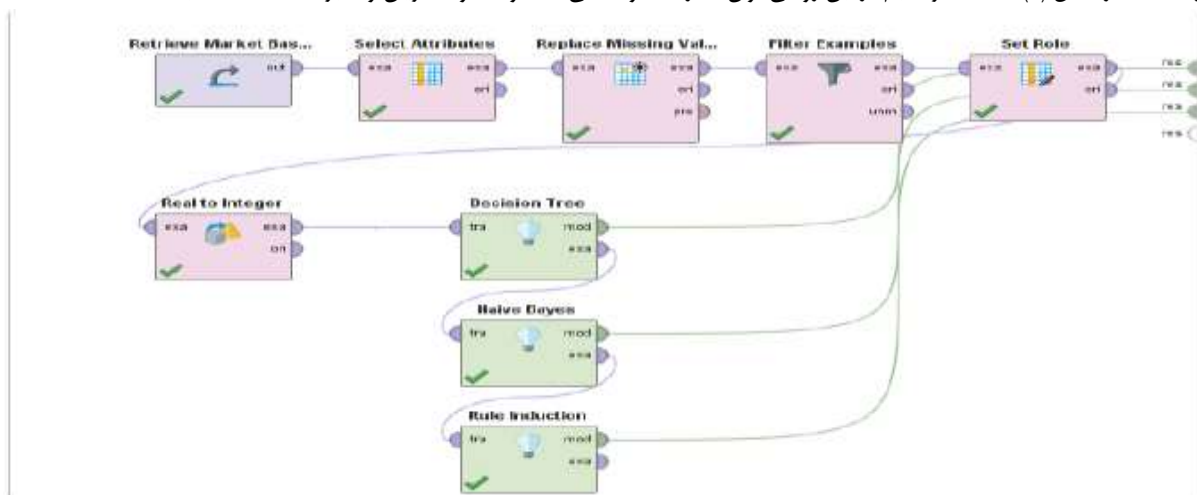 Retrieve Market Bas... Select Attributes Replace Missing Val... Filter Examples Set Role
out exa exa exa exa exa exa exa exa res
ori ori ori ori res
pre unm res
res
Real to Integer Decision Tree
exa exa tra mod
ori exa
Naive Bayes
tra mod
exa
Rule Induction
tra mod
exa